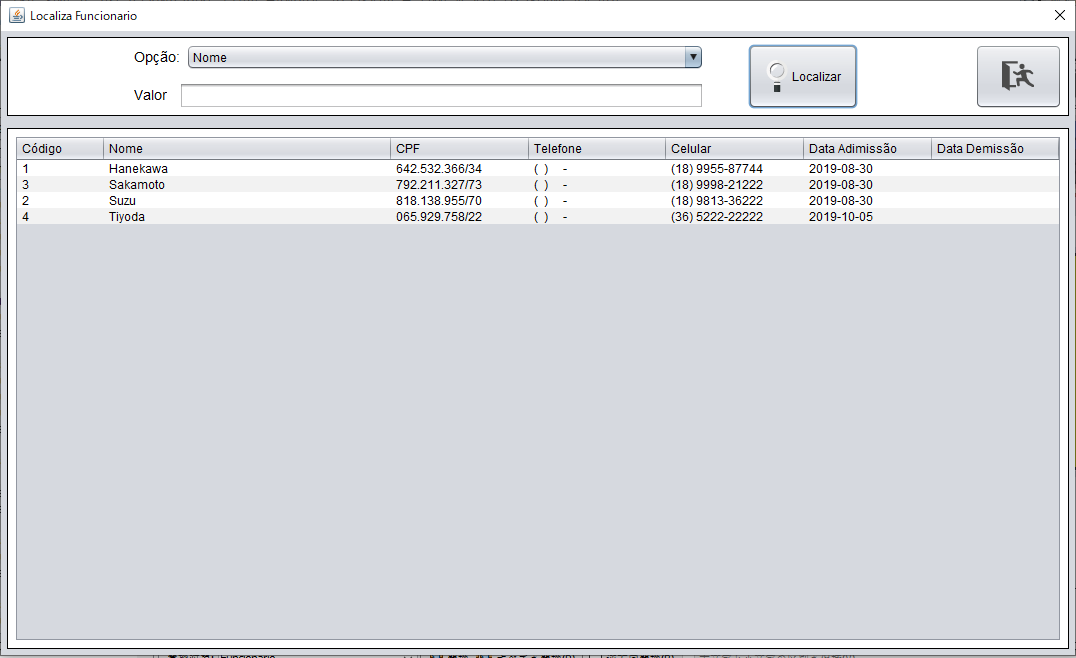 Localiza Funcionario
Opção: Nome
Valor
Localizar
Código Nome CPF Telefone Celular Data Adimissão Data Demissão
1 Hanekawa 642.532.366/34 ( ) - (18) 9955-87744 2019-08-30
3 Sakamoto 792.211.327/73 ( ) - (18) 9998-21222 2019-08-30
2 Suzu 818.138.955/70 ( ) - (18) 9813-36222 2019-08-30
4 Tiyoda 065.929.758/22 ( ) - (36) 5222-22222 2019-10-05